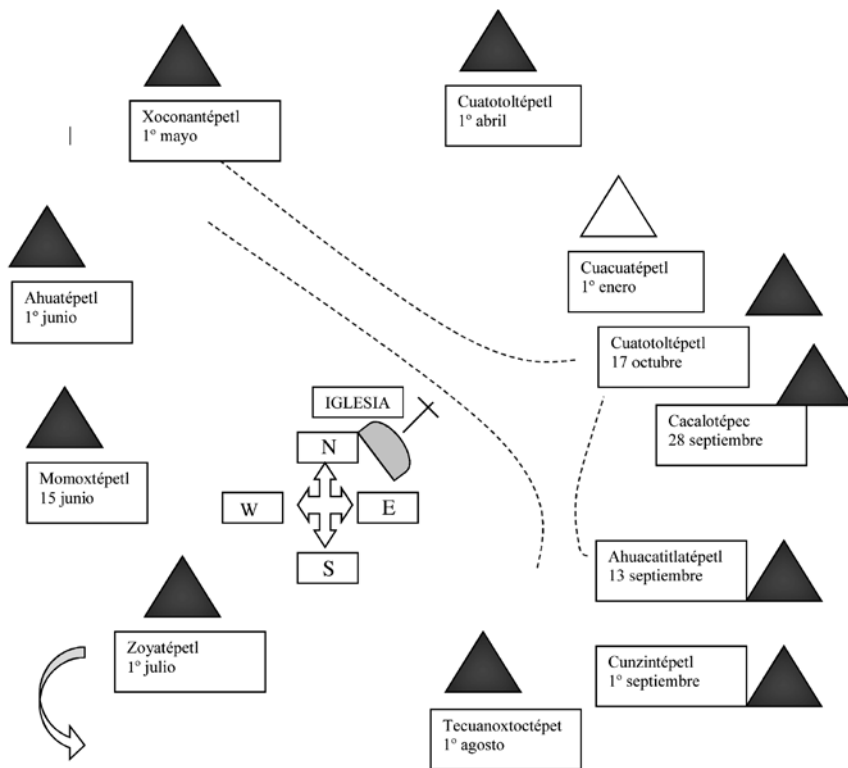 Xoconantépetl
1º mayo
Cuatotoltépetl
1º abril
Cuacuatépetl
1º enero
Ahuatépetl
1º junio
Cuatotoltépetl
17 octubre
IGLESIA
Cacalotépec
28 septiembre
N
Momoxtépetl
15 junio
W
E
S
Ahuacatitlatépetl
13 septiembre
Zoyatépetl
1º julio
Cunzintépetl
1º septiembre
Tecuanoxtoctépet
1º agosto